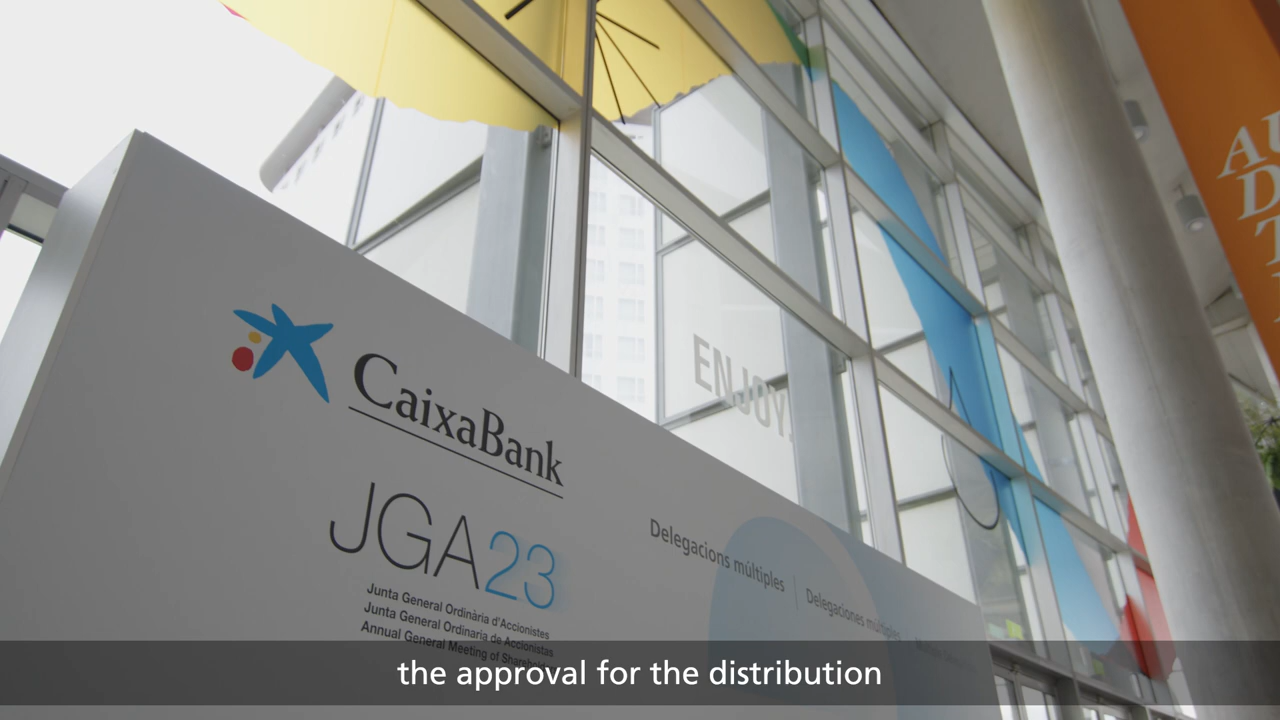 CaixaBank
JGA23
Junta General Ordinària d'Accionistes
Junta General Ordinaria de Accionistas
Annual General Meeting of Shareholders
Delegacions múltiples
Delegaciones múltiples
ENJOY.
the approval for the distribution